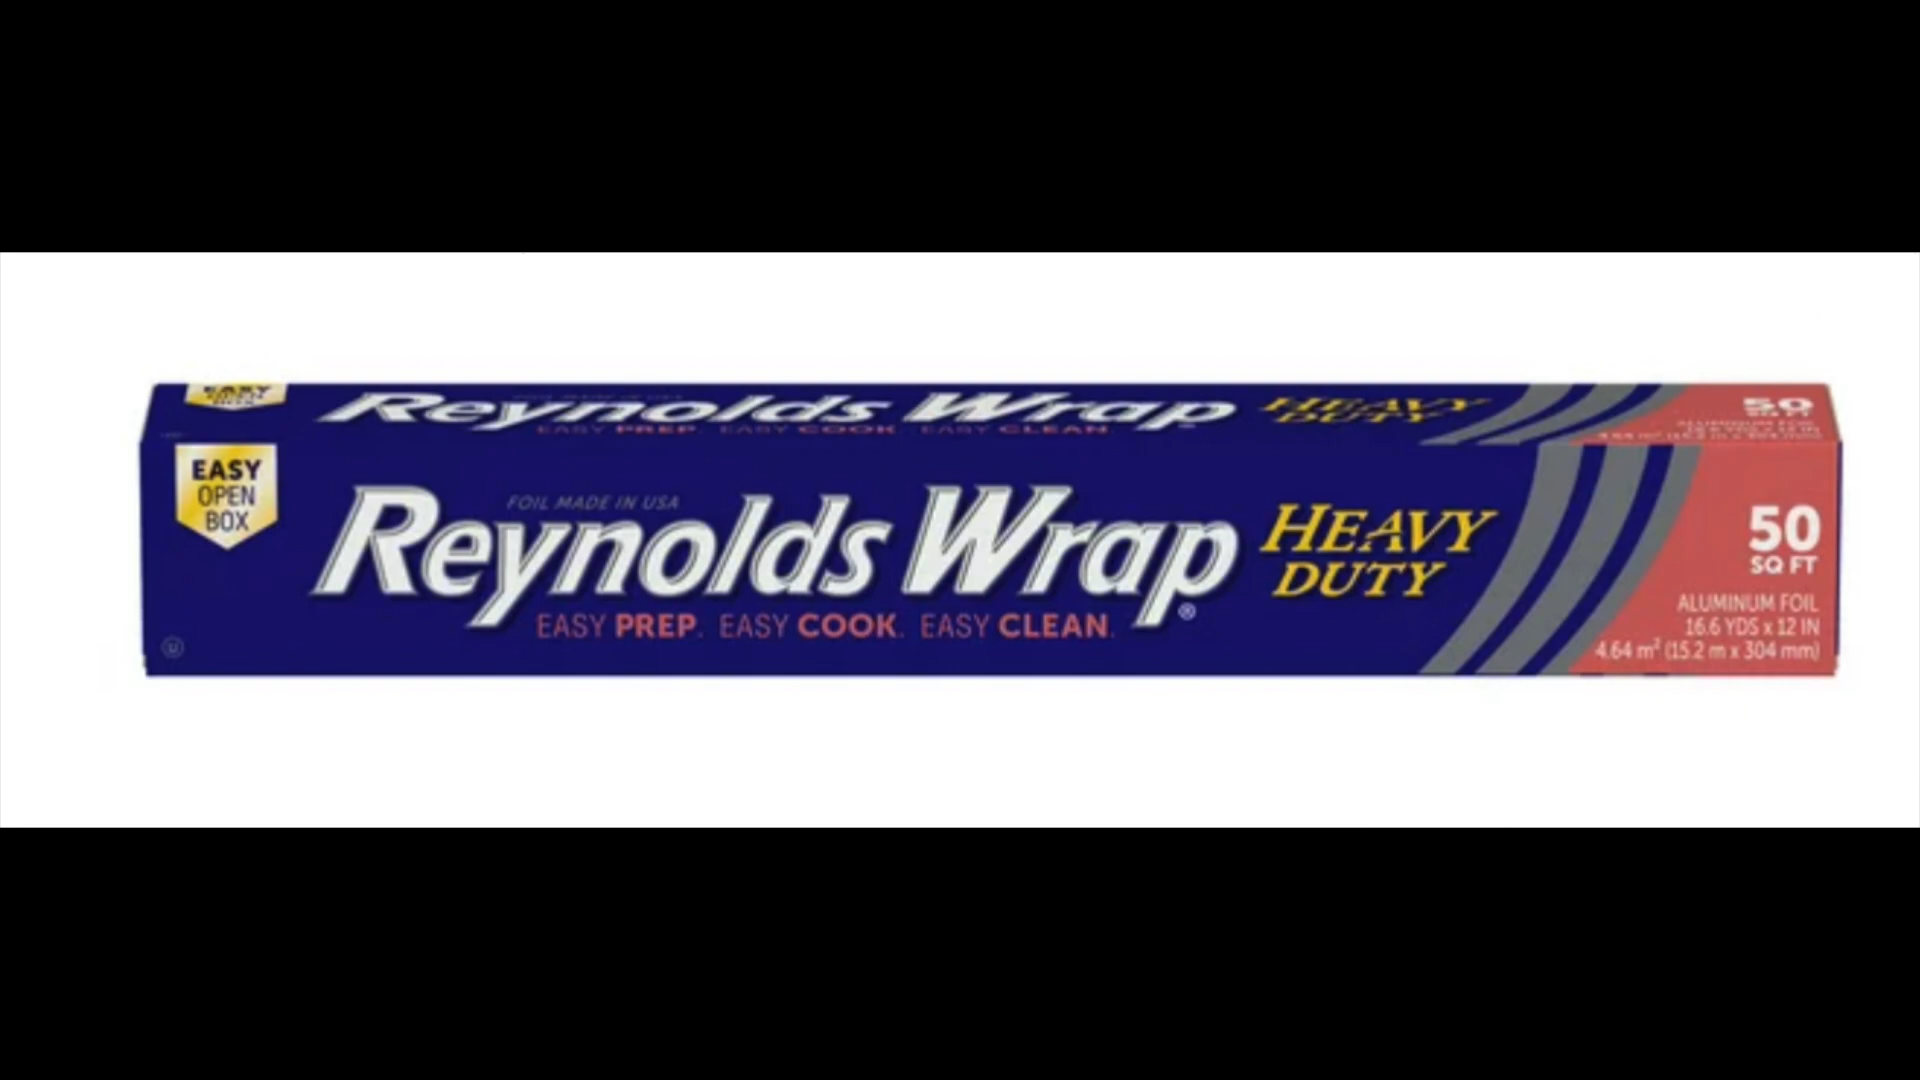 EASY
Reynolds Wrap HEAVY DUTY 50
EASY PREP. EASY COOK. EASY CLEAN.
EASY
OPEN
BOX
FOIL MADE IN USA
Reynolds Wrap®
EASY PREP. EASY COOK. EASY CLEAN.
HEAVY
DUTY
50
SQ FT
ALUMINUM FOIL
16.6 YDS x 12 IN
4.64 m² (15.2 m x 304 mm)
U